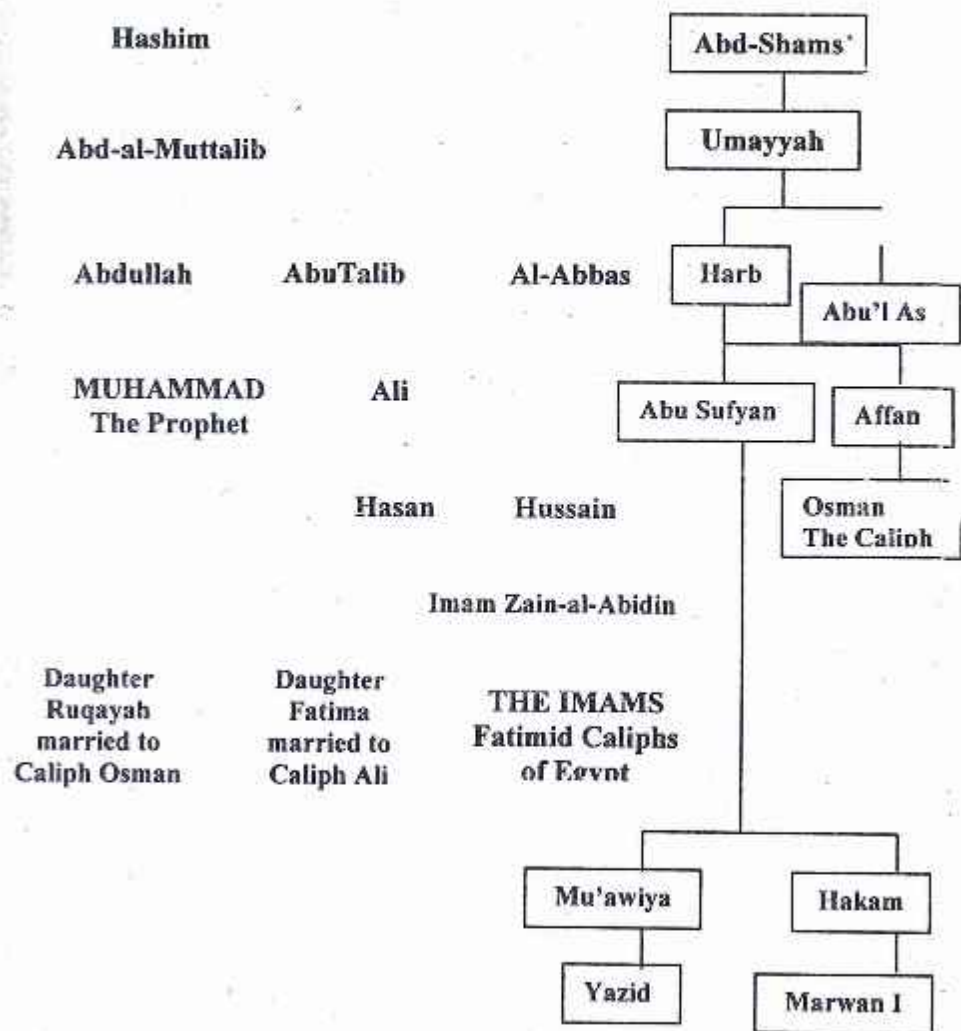 Hashim
Abd-Shams
Abd-al-Muttalib
Umayyah
Abdullah
AbuTalib
Al-Abbas
Harb
Abu'l As
MUHAMMAD
The Prophet
Ali
Abu Sufyan
Affan
Hasan
Hussain
Osman
The Caliph
Imam Zain-al-Abidin
Daughter
Ruqayah
married to
Caliph Osman
Daughter
Fatima
married to
Caliph Ali
THE IMAMS
Fatimid Caliphs
of Egypt
Mu'awiya
Hakam
Yazid
Marwan I